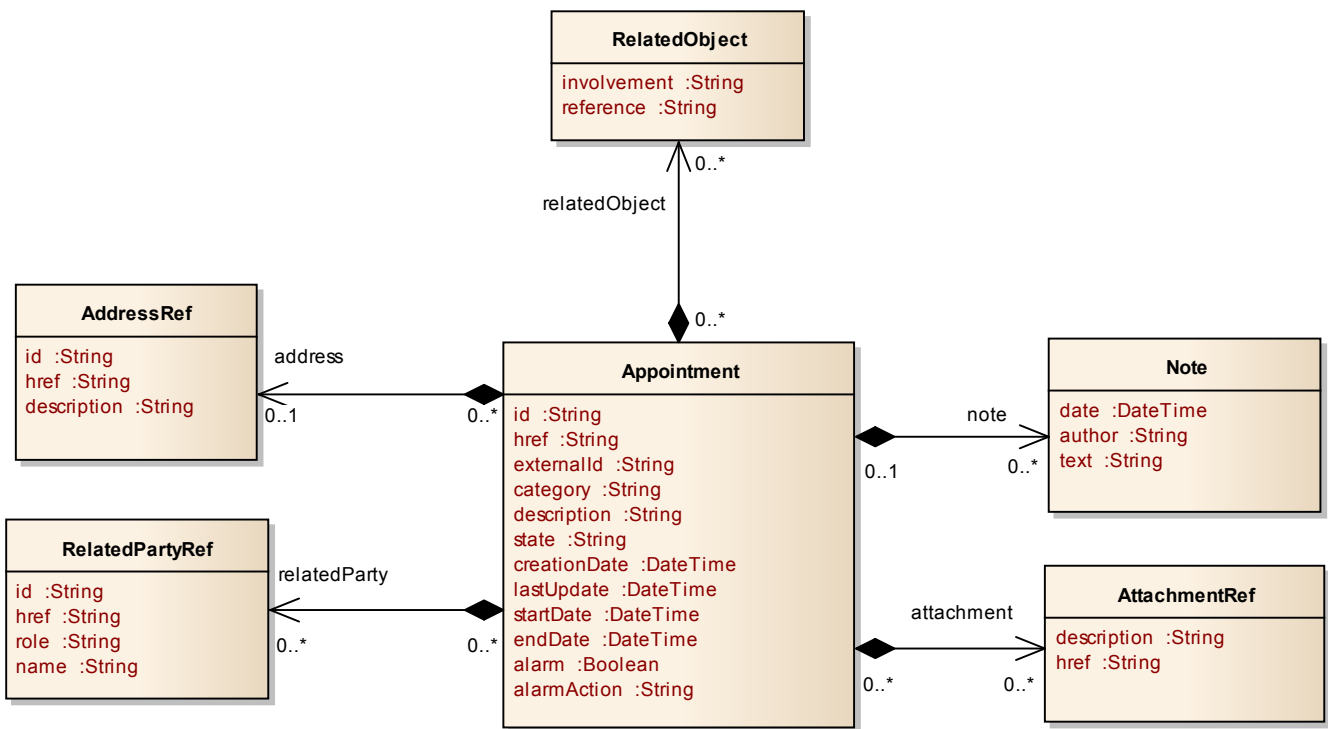 RelatedObject
involvement :String
reference :String
0..*
relatedObject
0..*
AddressRef
id :String
href :String
description :String
address
0..1
0..*
Appointment
id :String
href :String
externalId :String
category :String
description :String
state :String
creationDate :DateTime
lastUpdate :DateTime
startDate :DateTime
endDate :DateTime
alarm :Boolean
alarmAction :String
note
0..1
0..*
Note
date :DateTime
author :String
text :String
RelatedPartyRef
id :String
href :String
role :String
name :String
relatedParty
0..*
0..*
attachment
0..*
0..*
AttachmentRef
description :String
href :String